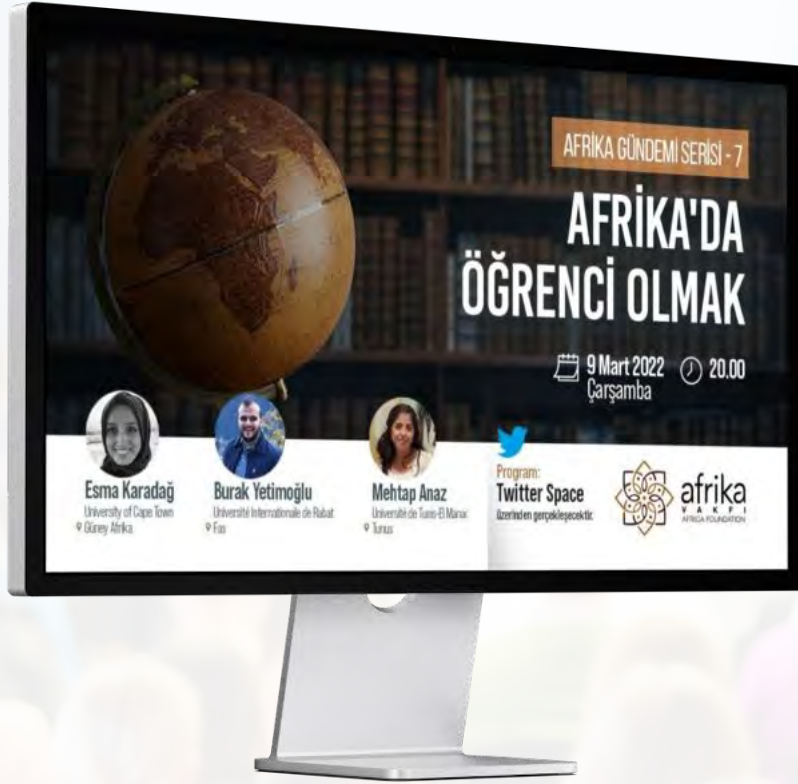 AFRİKA GÜNDEMİ SERİSİ - 7
AFRİKA'DA
ÖĞRENCİ OLMAK
9 Mart 2022
Çarşamba
20.00
Esma Karadağ
University of Cape Town
Güney Afrika
Burak Yetimoğlu
Université Internationale de Rabat
Fas
Mehtap Anaz
Université de Tunis-El Manar
Tunus
Program:
Twitter Space
üzerinden gerçekleşecektir.
afrika
VAKFI
AFRICA FOUNDATION